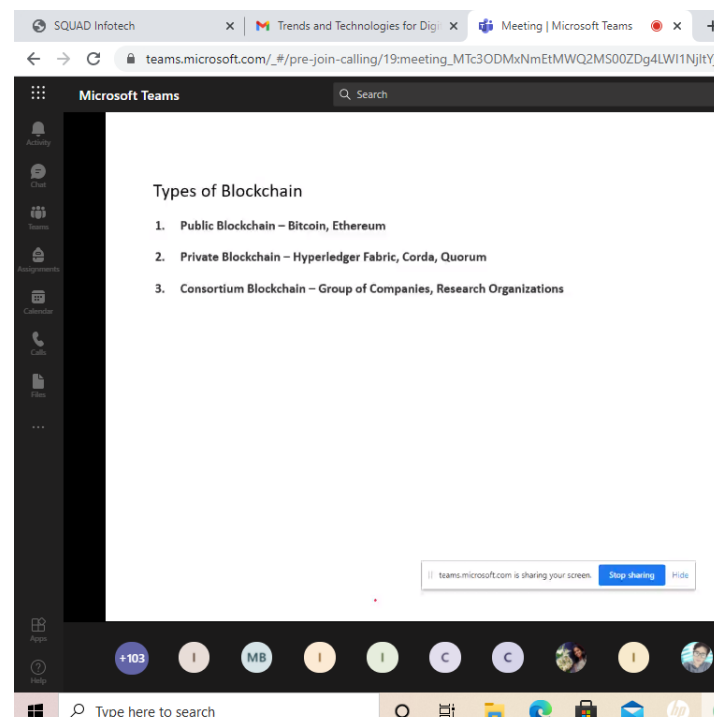 SQUAD Infotech
Trends and Technologies for Digi
Meeting | Microsoft Teams
teams.microsoft.com/_#/pre-join-calling/19:meeting_MTc3ODMxNmEtMWQ2MS00ZDg4LWI1NjltY
Microsoft Teams
Search
Activity
Chat
Teams
Assignments
Calendar
Calls
Files
Types of Blockchain
1. Public Blockchain – Bitcoin, Ethereum
2. Private Blockchain – Hyperledger Fabric, Corda, Quorum
3. Consortium Blockchain – Group of Companies, Research Organizations
teams.microsoft.com is sharing your screen. Stop sharing Hide
Apps
Help
+103 I MB I I C C I
Type here to search
hp